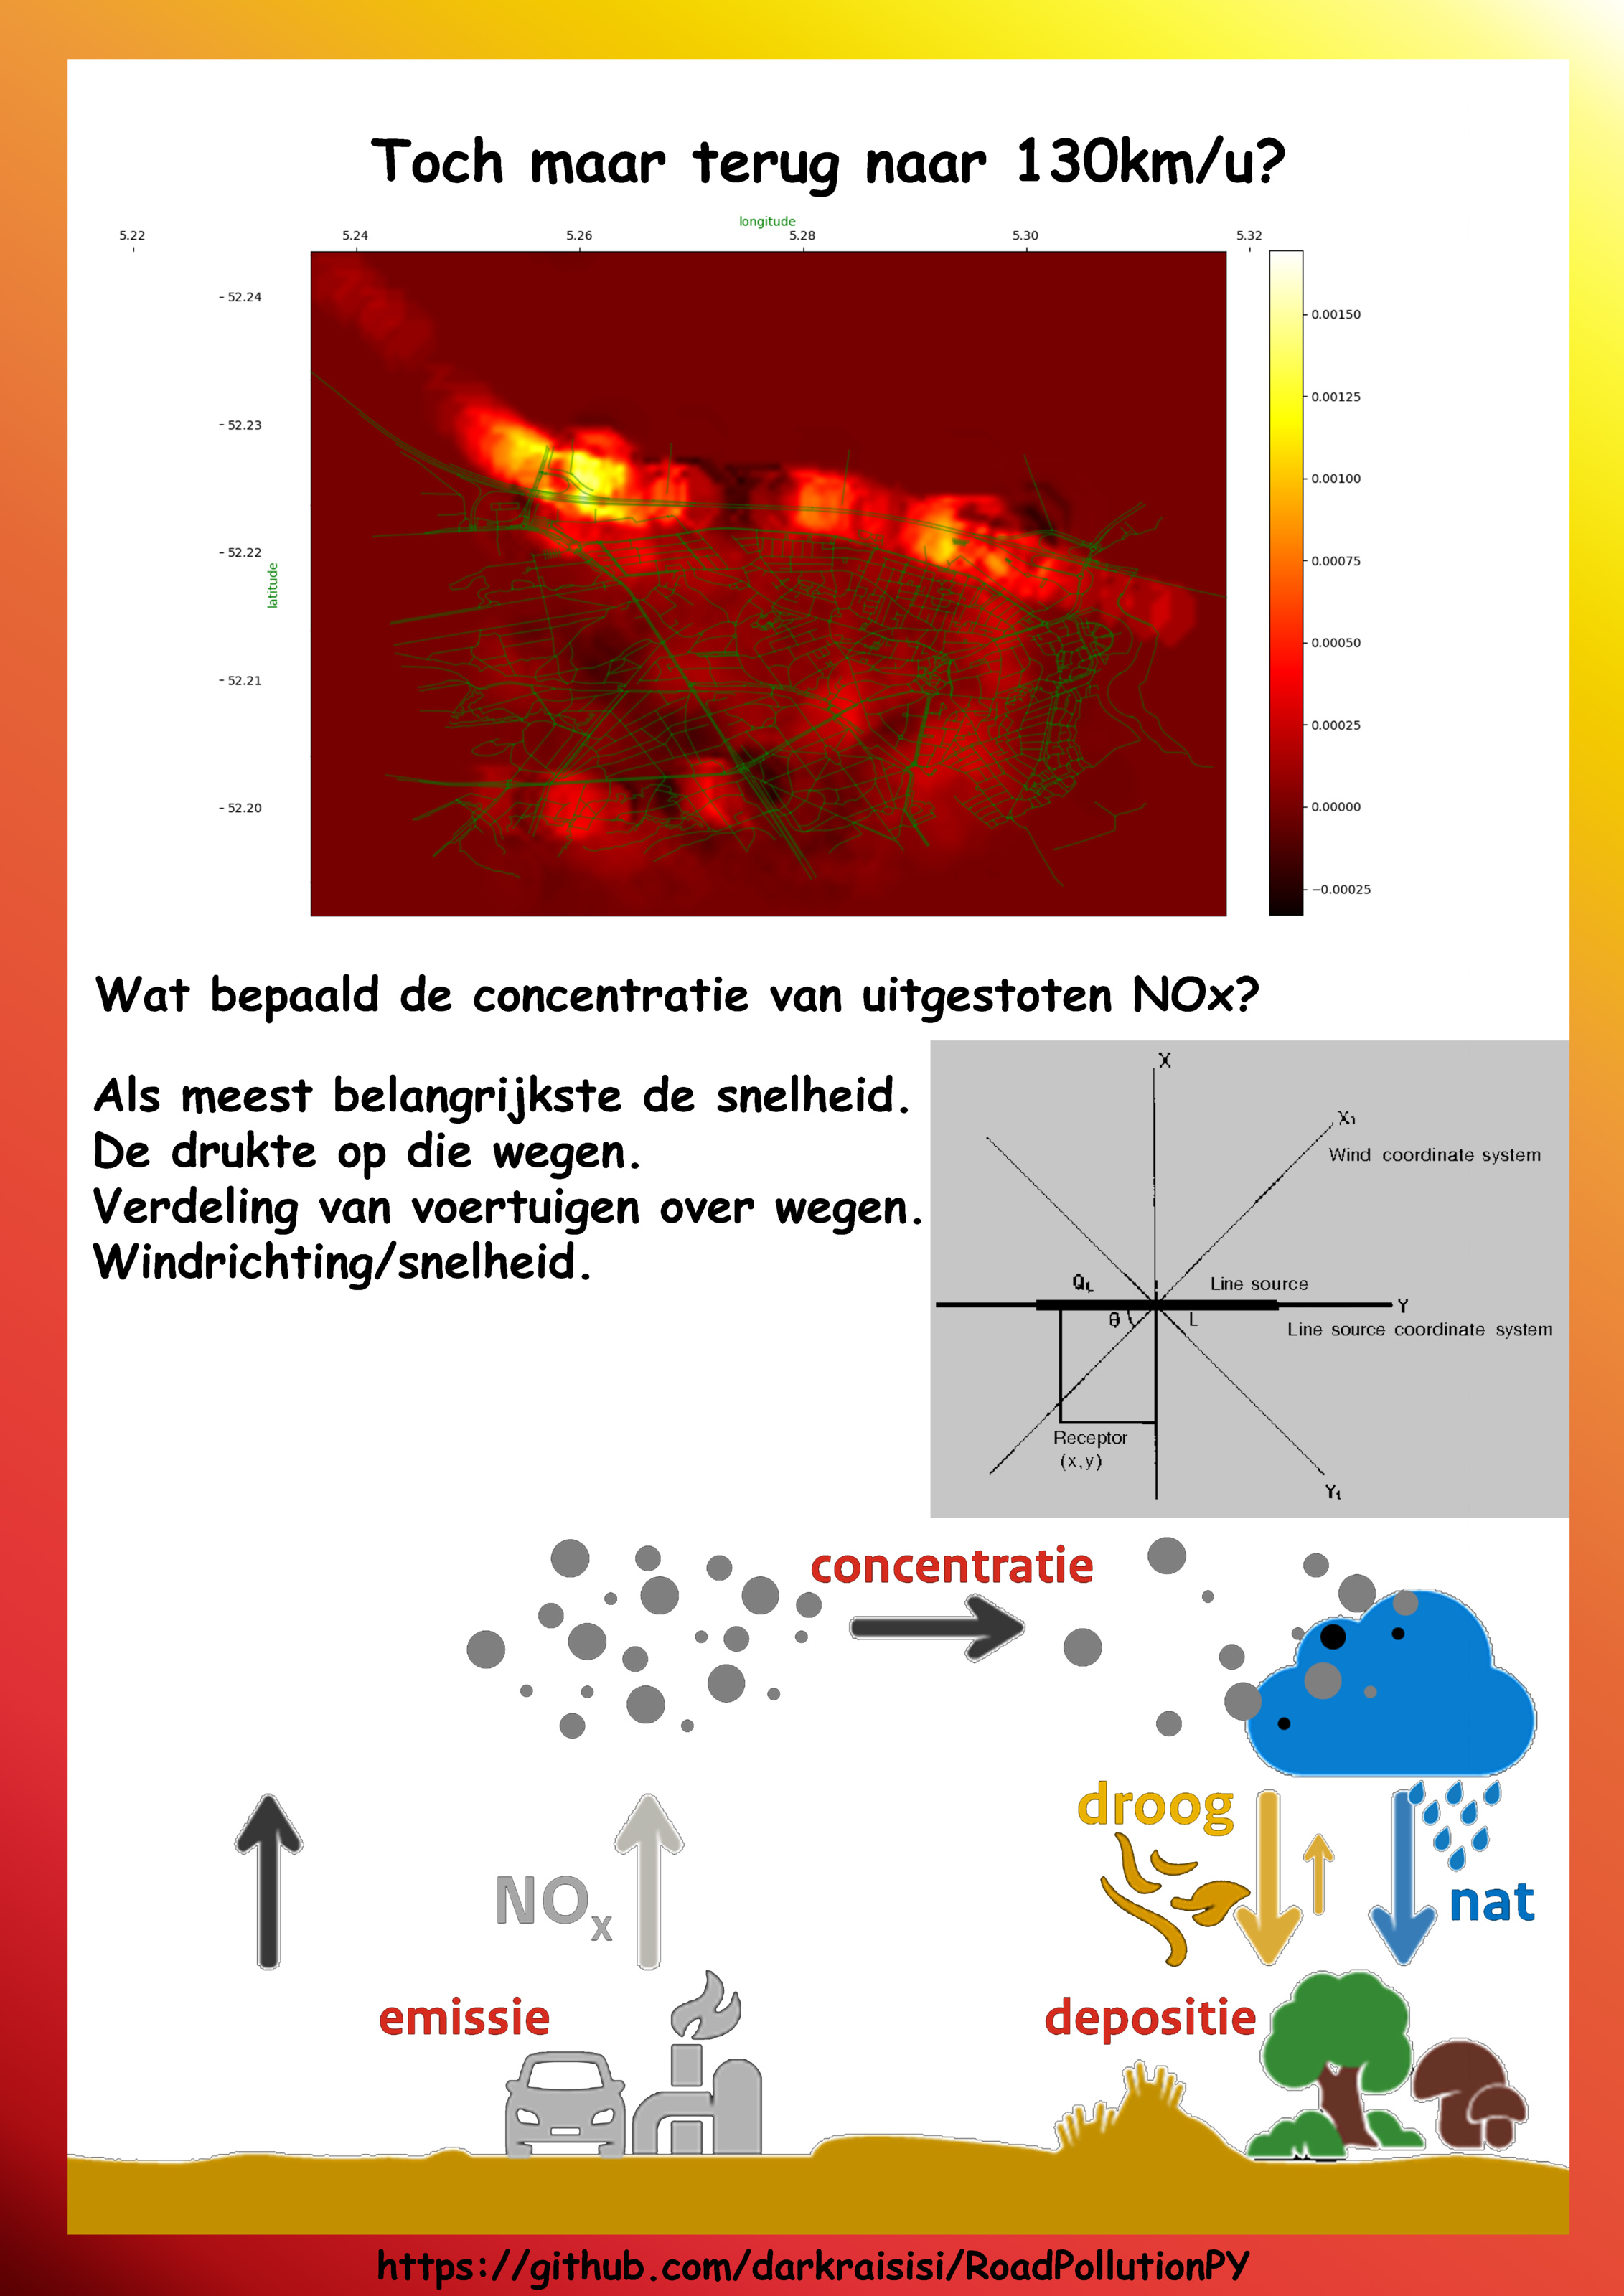 Toch maar terug naar 130km/u?
longitude
5.22 5.24 5.26 5.28 5.30 5.32
- 52.24
- 52.23
- 52.22
- 52.21
- 52.20
latitude
0.00150
0.00125
0.00100
0.00075
0.00050
0.00025
0.00000
−0.00025
Wat bepaald de concentratie van uitgestoten NOx?
Als meest belangrijkste de snelheid.
De drukte op die wegen.
Verdeling van voertuigen over wegen.
Windrichting/snelheid.
X
X₁
Wind coordinate system
Q_L
Line source
Y
θ
L
Line source coordinate system
Receptor
(x,y)
Y₁
concentratie
droog
NOx
nat
emissie
depositie
https://github.com/darkraisisi/RoadPollutionPY